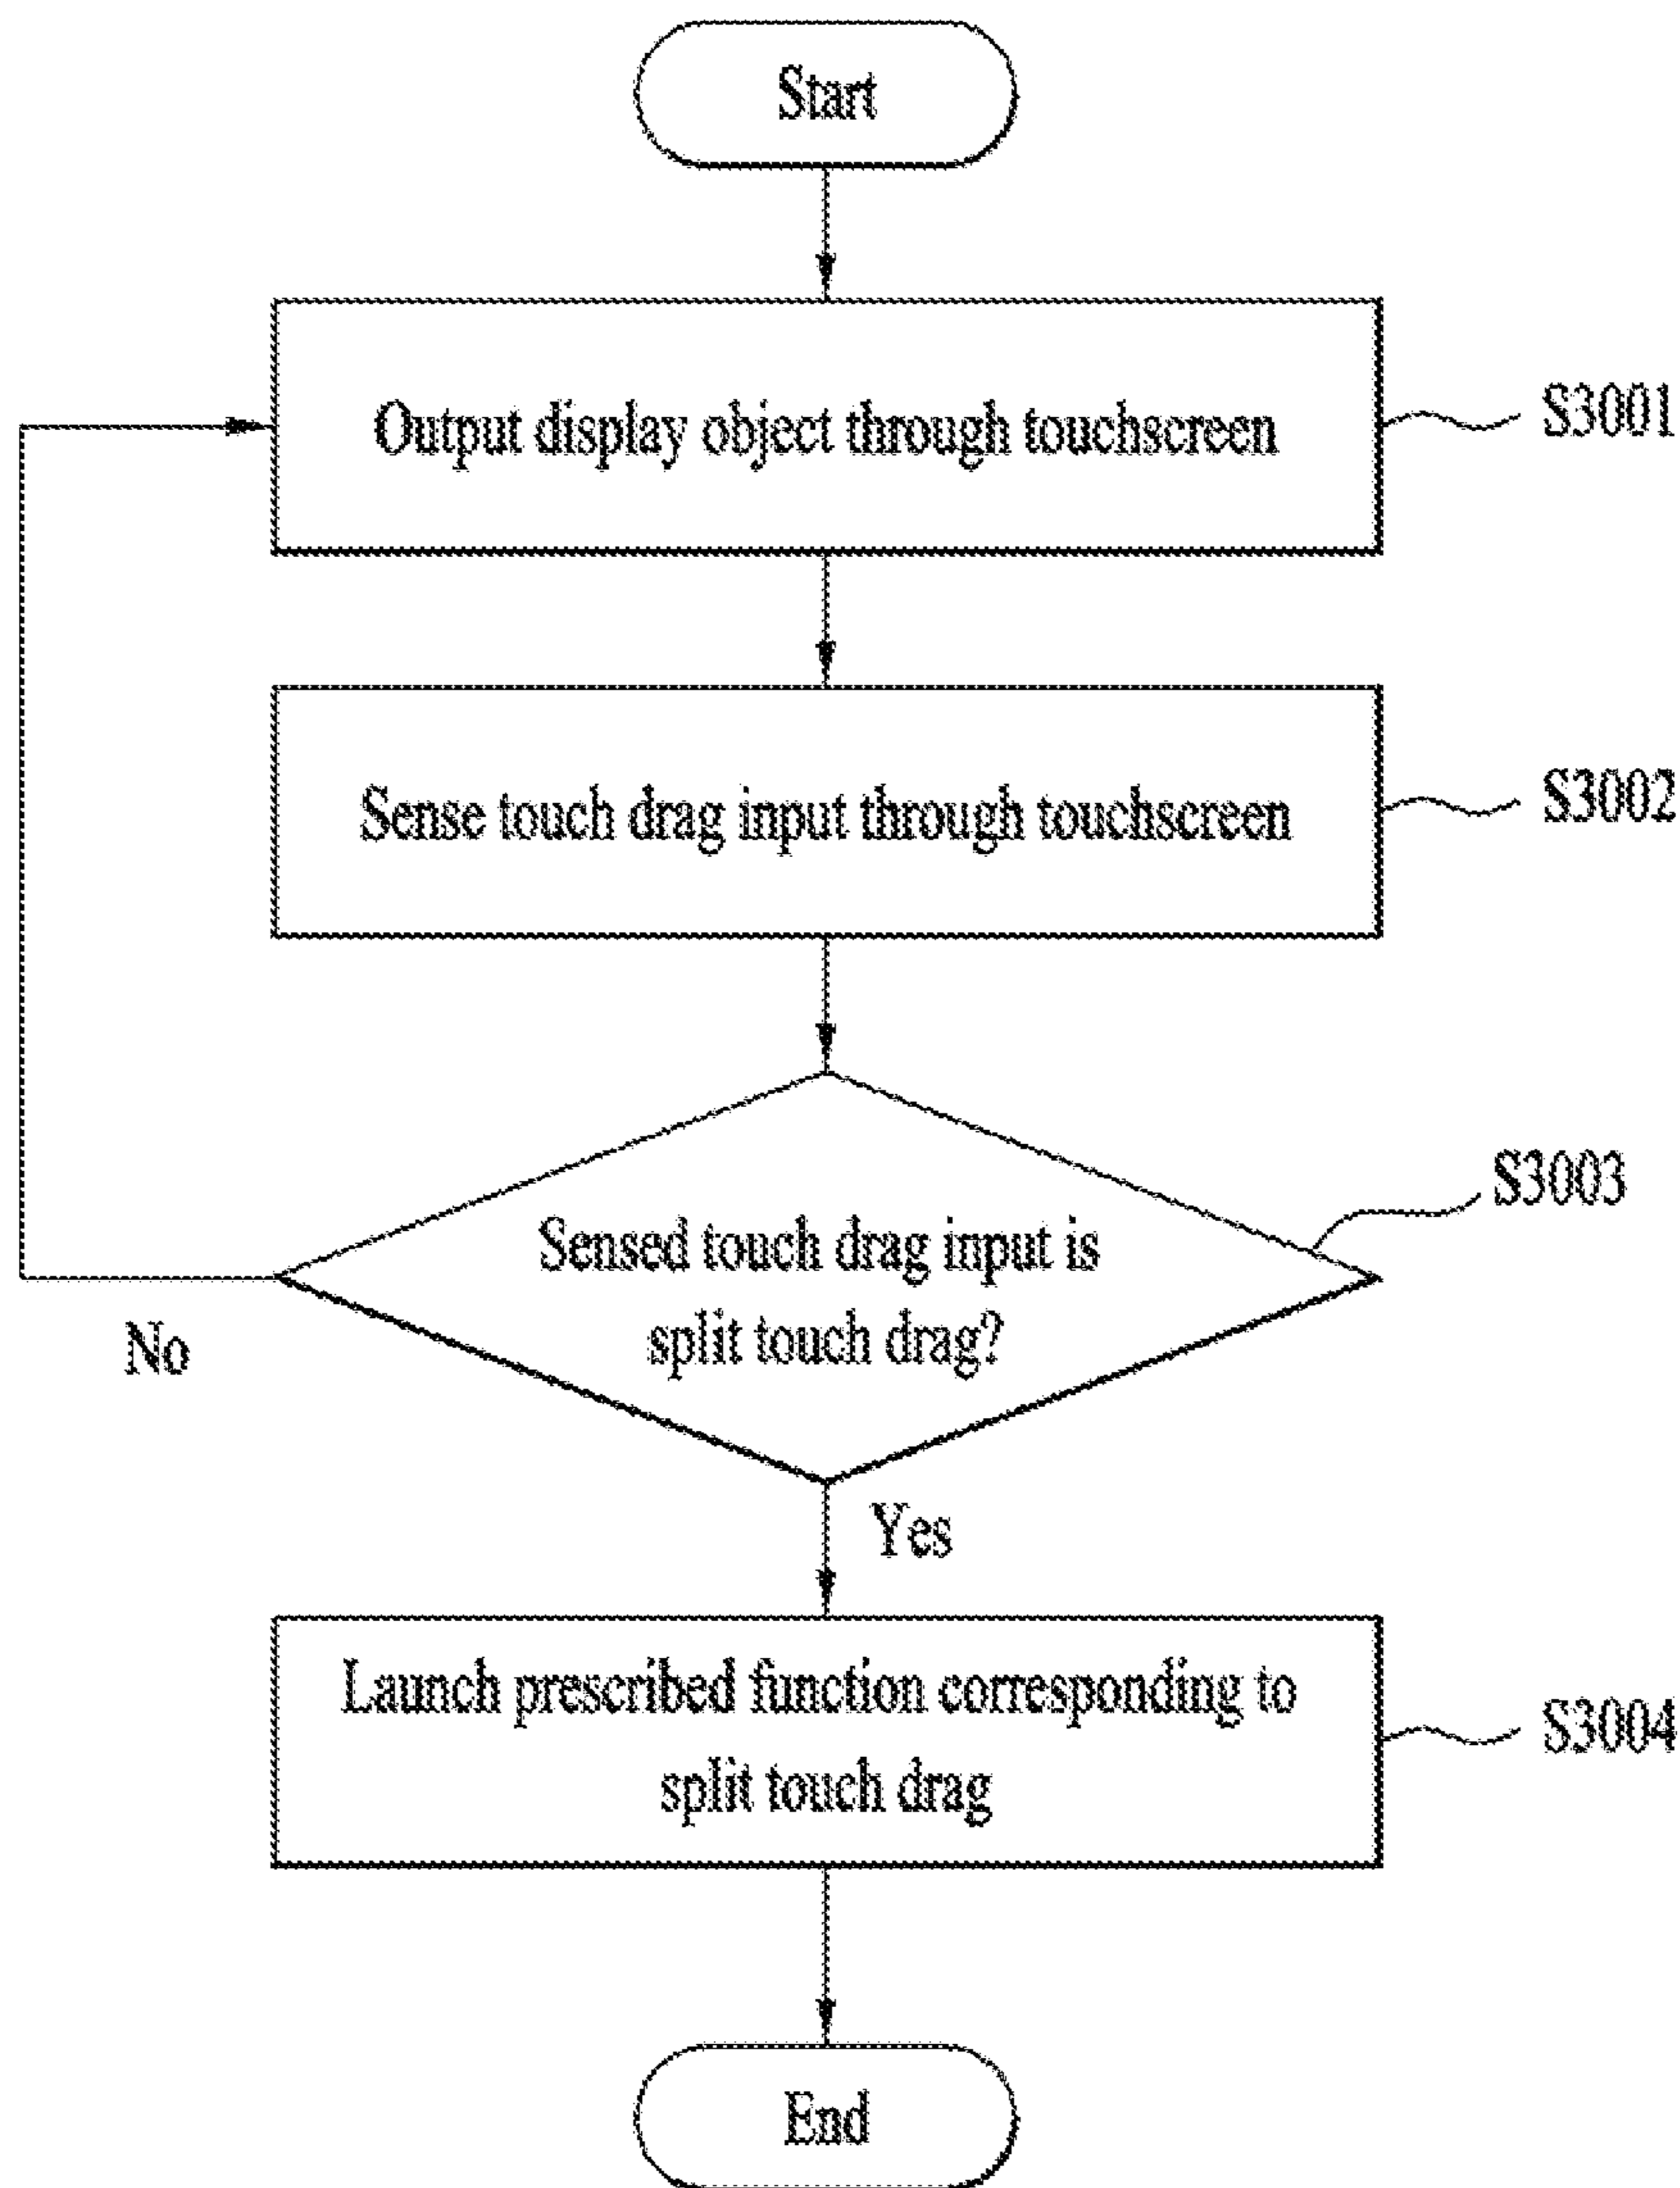 Start
Output display object through touchscreen
S3001
Sense touch drag input through touchscreen
S3002
S3003
Sensed touch drag input is
split touch drag?
No
Yes
Launch prescribed function corresponding to
split touch drag
S3004
End